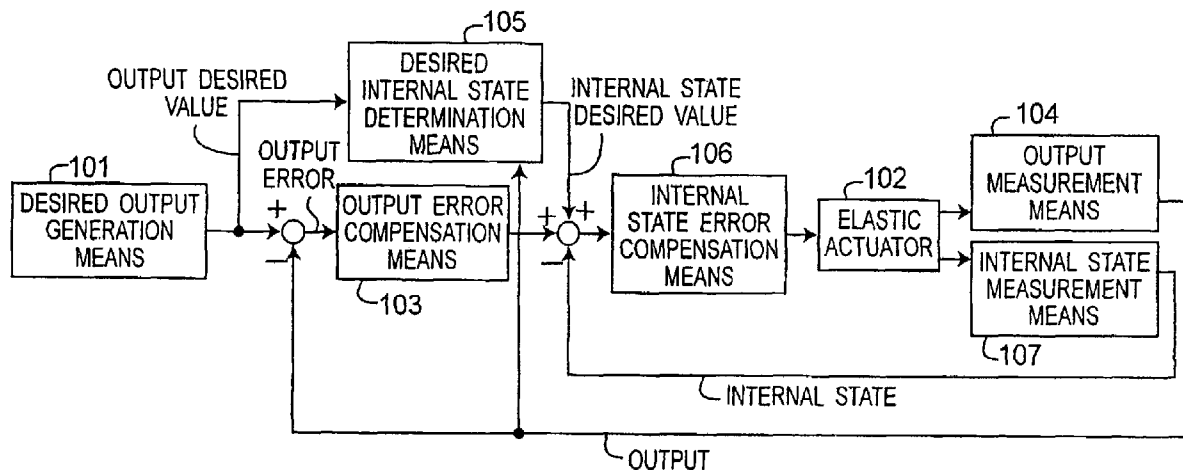 105
DESIRED
INTERNAL STATE
DETERMINATION
MEANS
OUTPUT DESIRED
VALUE
INTERNAL STATE
DESIRED VALUE
OUTPUT
ERROR
101
DESIRED OUTPUT
GENERATION
MEANS
+
−
OUTPUT ERROR
COMPENSATION
MEANS
103
+
+
−
106
INTERNAL
STATE ERROR
COMPENSATION
MEANS
102
ELASTIC
ACTUATOR
104
OUTPUT
MEASUREMENT
MEANS
INTERNAL STATE
MEASUREMENT
MEANS
107
INTERNAL STATE
OUTPUT